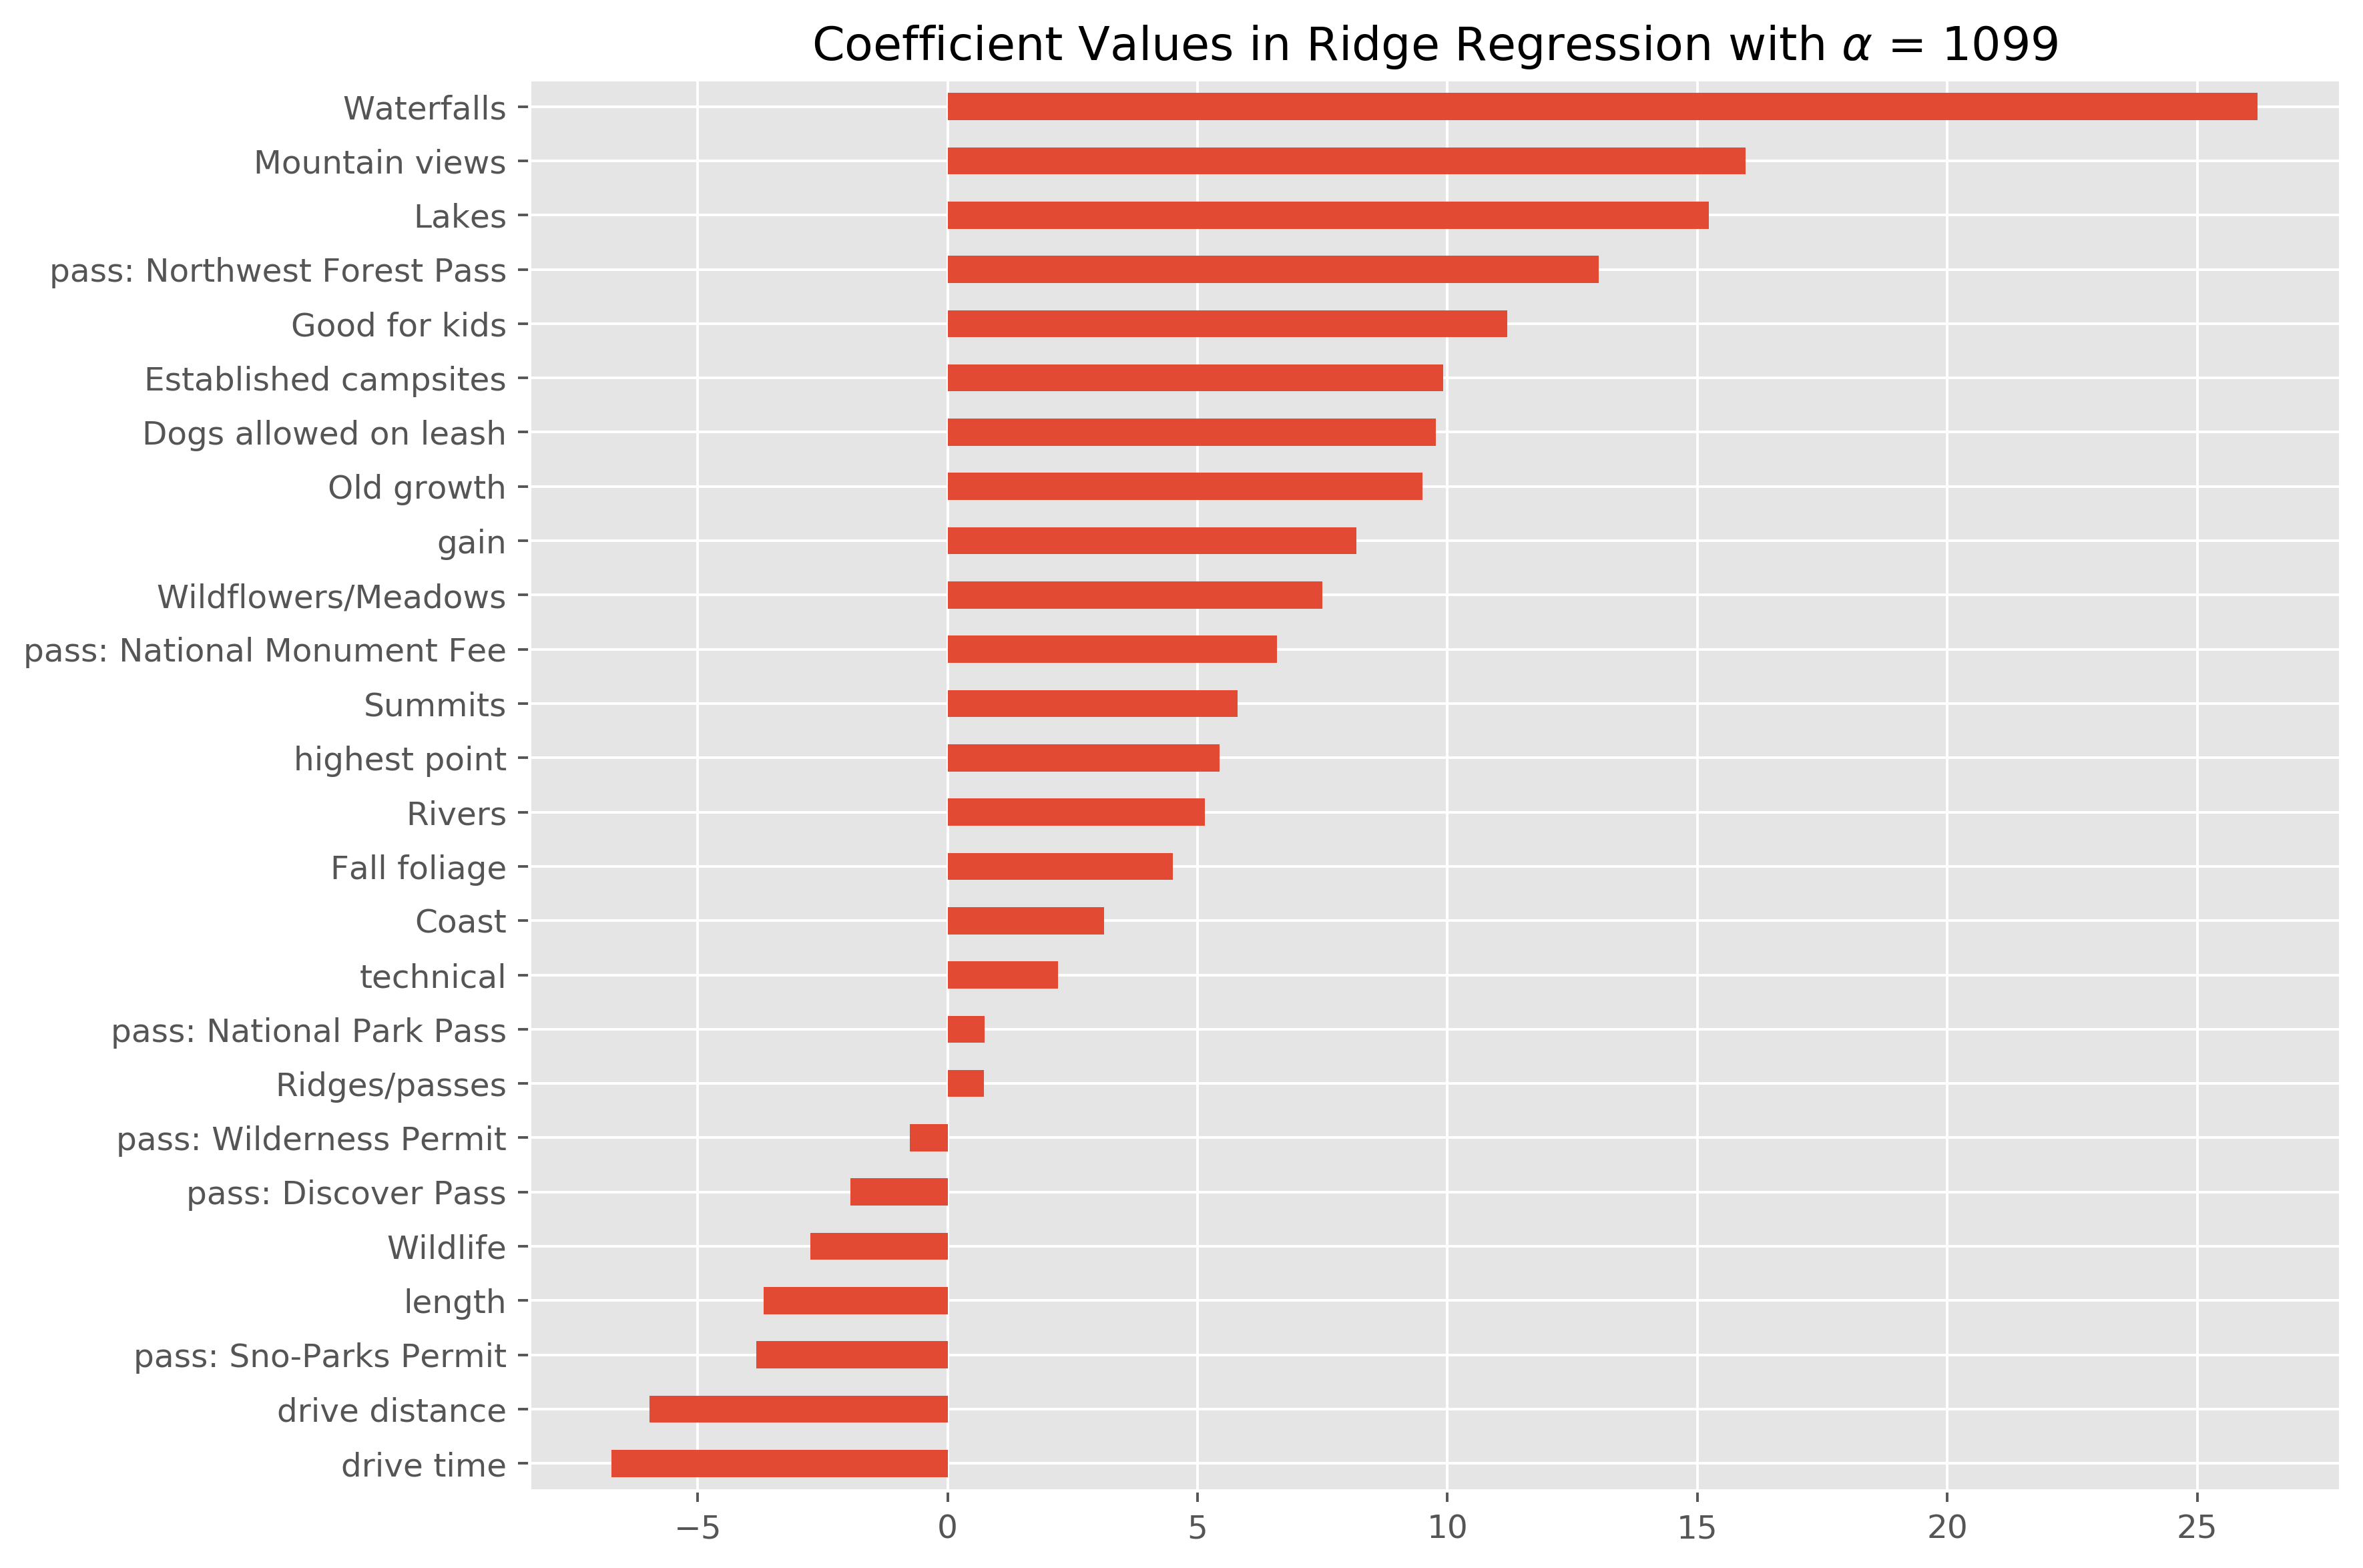 Coefficient Values in Ridge Regression with α = 1099
Waterfalls
Mountain views
Lakes
pass: Northwest Forest Pass
Good for kids
Established campsites
Dogs allowed on leash
Old growth
gain
Wildflowers/Meadows
pass: National Monument Fee
Summits
highest point
Rivers
Fall foliage
Coast
technical
pass: National Park Pass
Ridges/passes
pass: Wilderness Permit
pass: Discover Pass
Wildlife
length
pass: Sno-Parks Permit
drive distance
drive time
−5 0 5 10 15 20 25